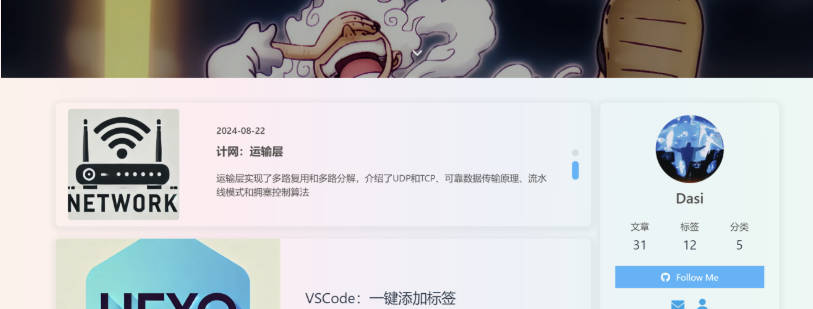 2024-08-22
计网：运输层
运输层实现了多路复用和多路分解，介绍了UDP和TCP、可靠数据传输原理、流水
线模式和拥塞控制算法
NETWORK
HEXO
VSCode：一键添加标签
Dasi
文章 标签 分类
31 12 5
Follow Me